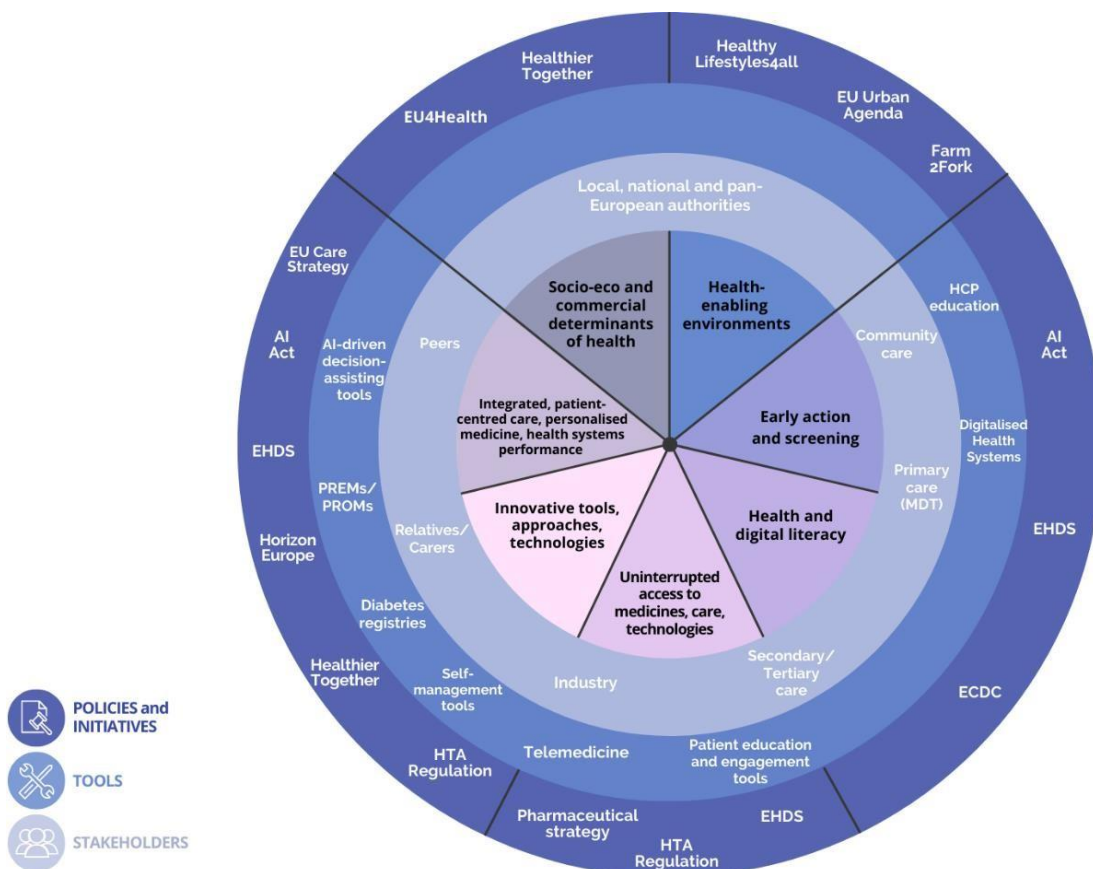 Healthier
Together
Healthy
Lifestyles4all
EU4Health
EU Urban
Agenda
Farm
2Fork
Local, national and pan-
European authorities
EU Care
Strategy
Socio-eco and
commercial
determinants
of health
Health-
enabling
environments
HCP
education
AI
Act
AI-driven
decision-
assisting
tools
Peers
Community
care
AI
Act
Integrated, patient-
centred care, personalised
medicine, health systems
performance
Early action
and screening
Digitalised
Health
Systems
EHDS
PREMs/
PROMs
Primary
care
(MDT)
EHDS
Horizon
Europe
Relatives/
Carers
Innovative tools,
approaches,
technologies
Health and
digital literacy
Uninterrupted
access to
medicines, care,
technologies
Diabetes
registries
Healthier
Together
Self-
management
tools
Industry
Secondary/
Tertiary
care
ECDC
HTA
Regulation
Telemedicine
Patient education
and engagement
tools
Pharmaceutical
strategy
HTA
Regulation
EHDS
POLICIES and
INITIATIVES
TOOLS
STAKEHOLDERS